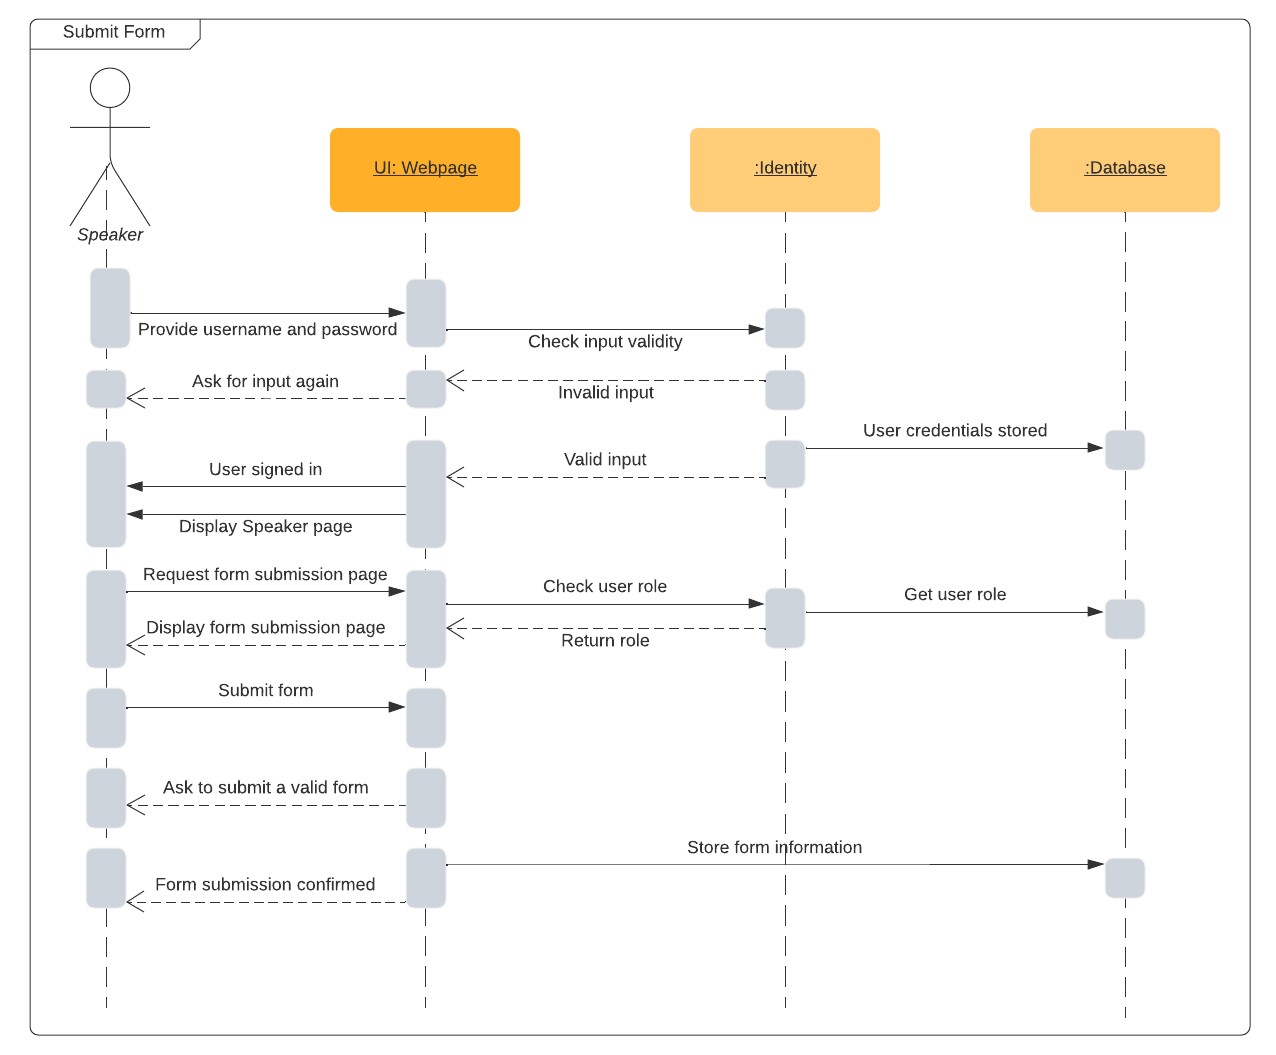 Submit Form
Speaker
UI: Webpage
:Identity
:Database
Provide username and password
Check input validity
Ask for input again
Invalid input
User credentials stored
Valid input
User signed in
Display Speaker page
Request form submission page
Check user role
Get user role
Display form submission page
Return role
Submit form
Ask to submit a valid form
Store form information
Form submission confirmed